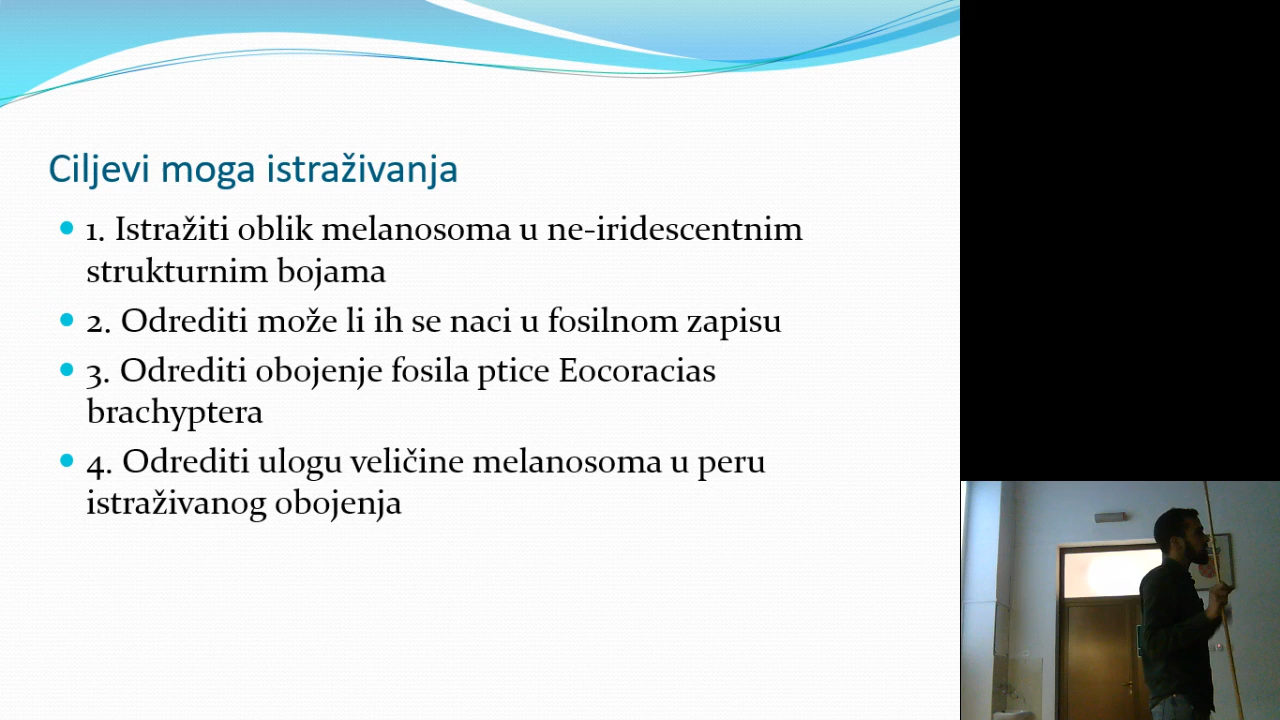 Ciljevi moga istraživanja
1. Istražiti oblik melanosoma u ne-iridescentnim
strukturnim bojama
2. Odrediti može li ih se naci u fosilnom zapisu
3. Odrediti obojenje fosila ptice Eocoracias
brachyptera
4. Odrediti ulogu veličine melanosoma u peru
istraživanog obojenja